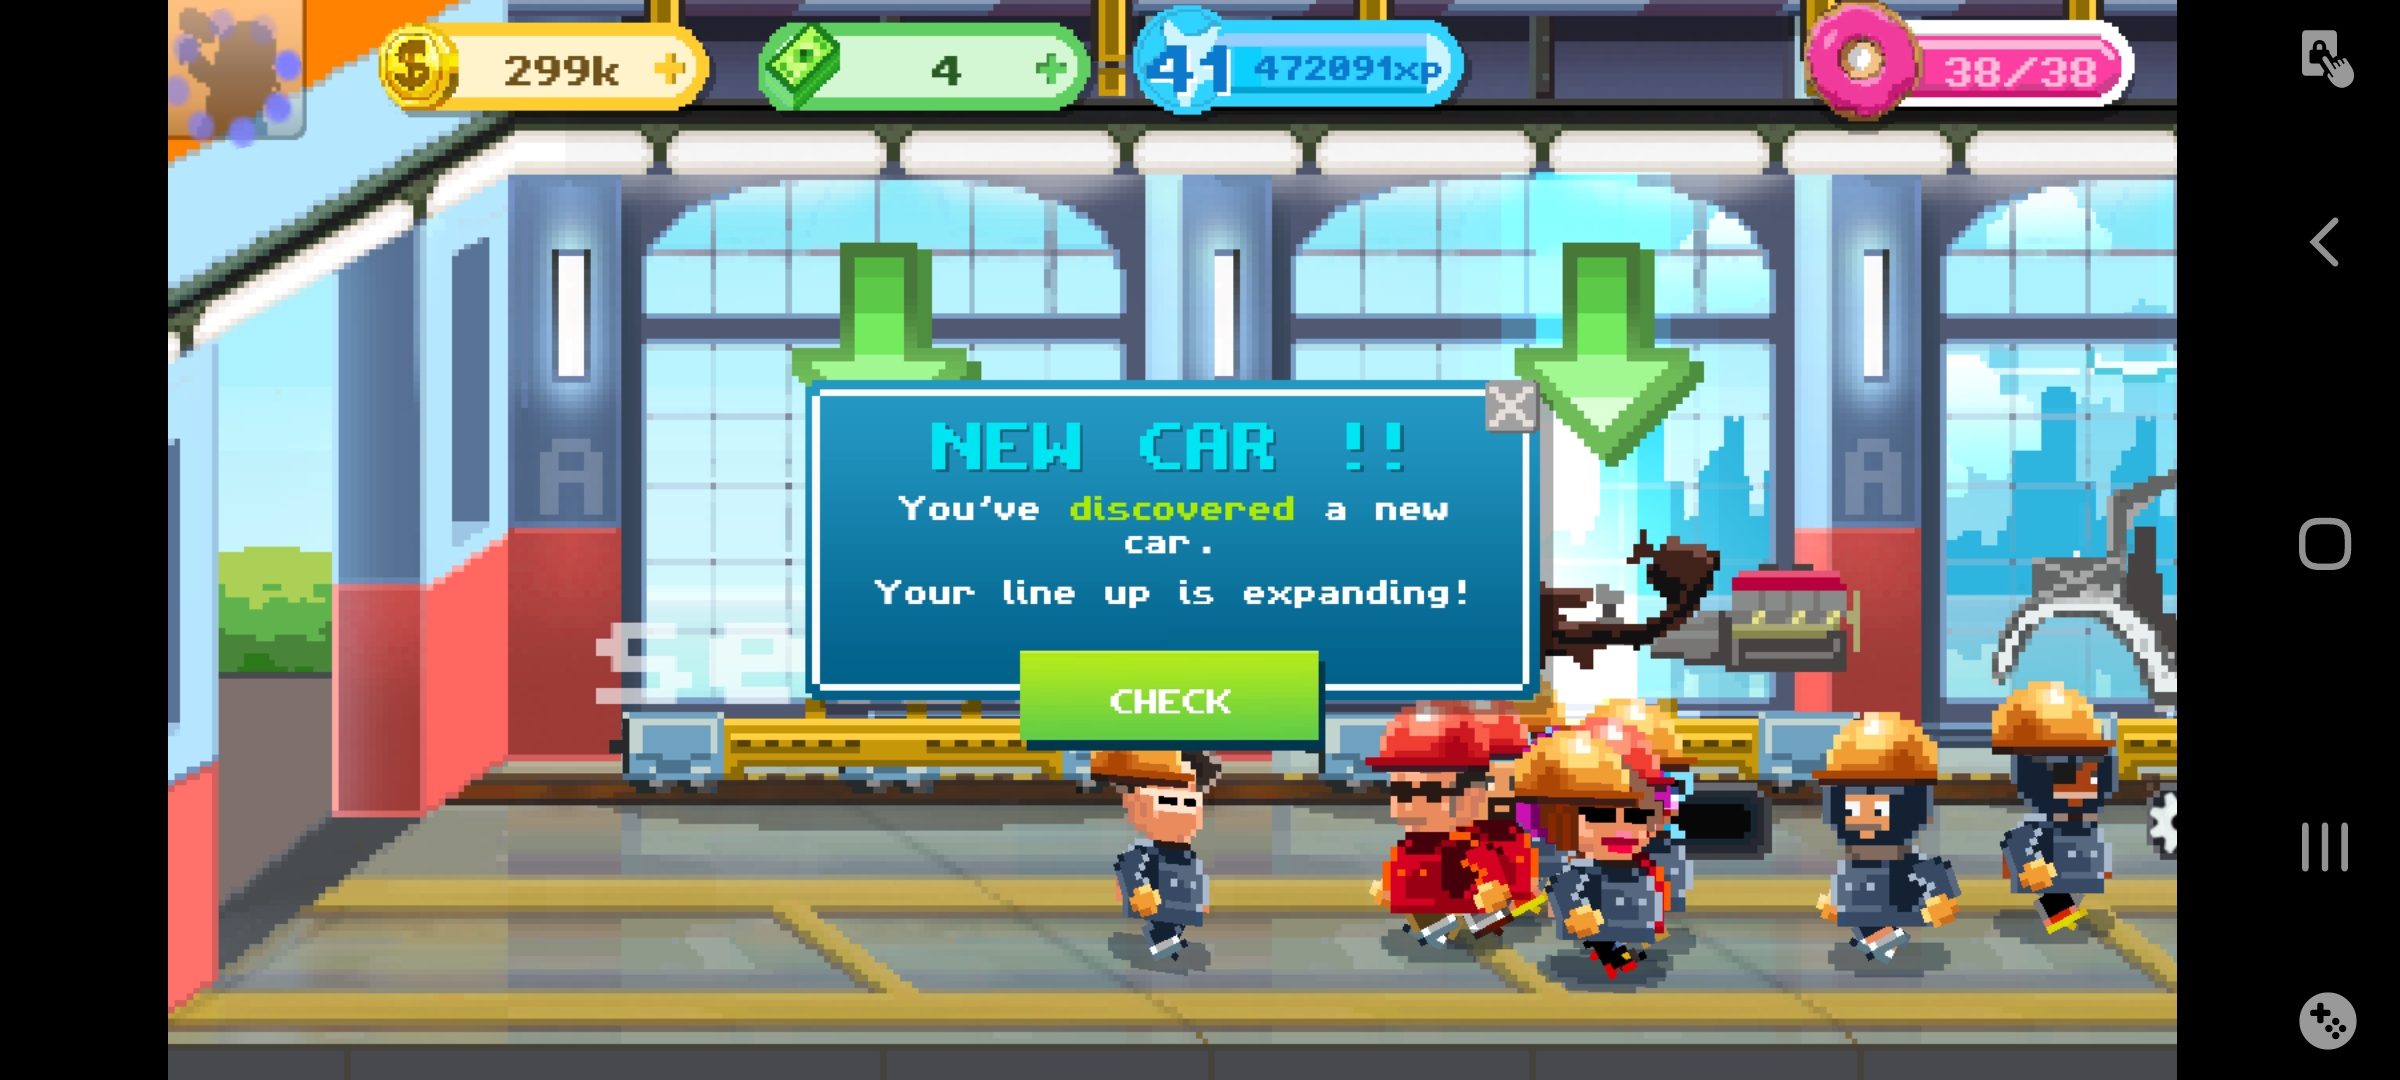 299k
4
41
472091xp
38/38
A
A
NEW CAR !!
You've discovered a new
car.
Your line up is expanding!
se
CHECK